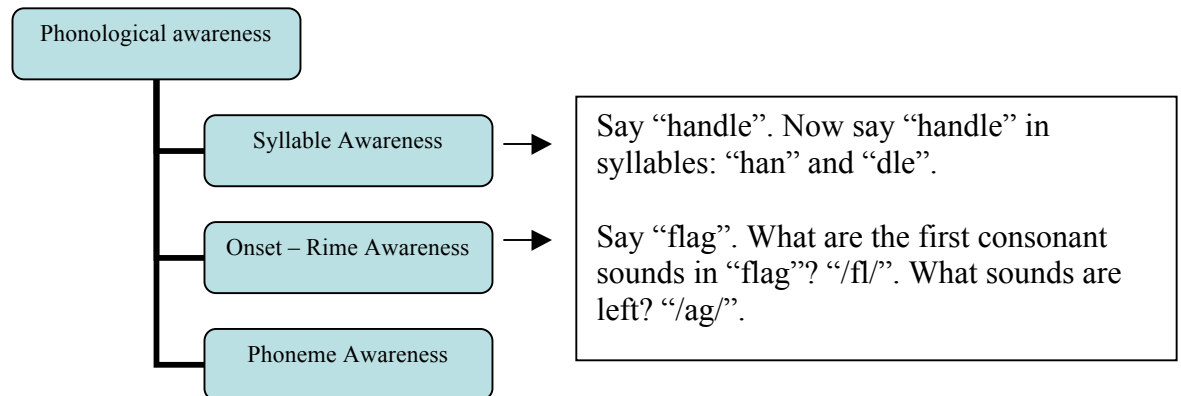 Phonological awareness
Syllable Awareness
Say “handle”. Now say “handle” in
syllables: “han” and “dle”.
Onset – Rime Awareness
Say “flag”. What are the first consonant
sounds in “flag”? “/fl/”. What sounds are
left? “/ag/”.
Phoneme Awareness